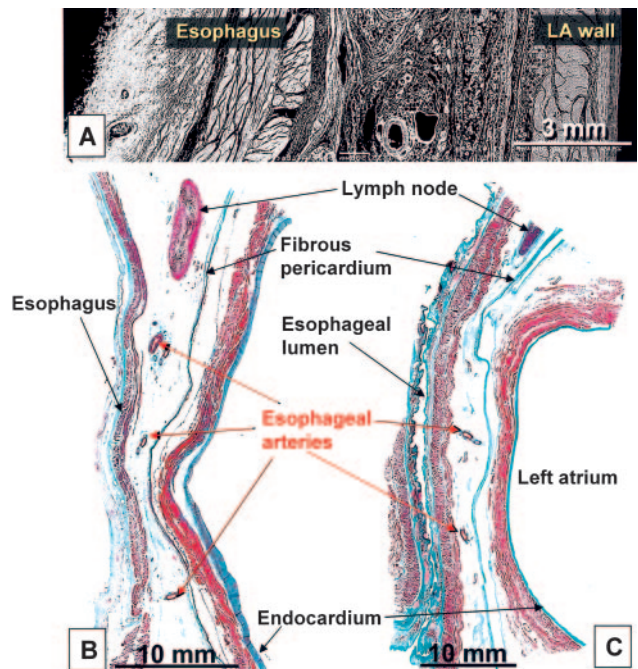 Esophagus
LA wall
A
3 mm
Lymph node
Fibrous
pericardium
Esophagus
Esophageal
lumen
Esophageal
arteries
Left atrium
Endocardium
B
10 mm
10 mm
C